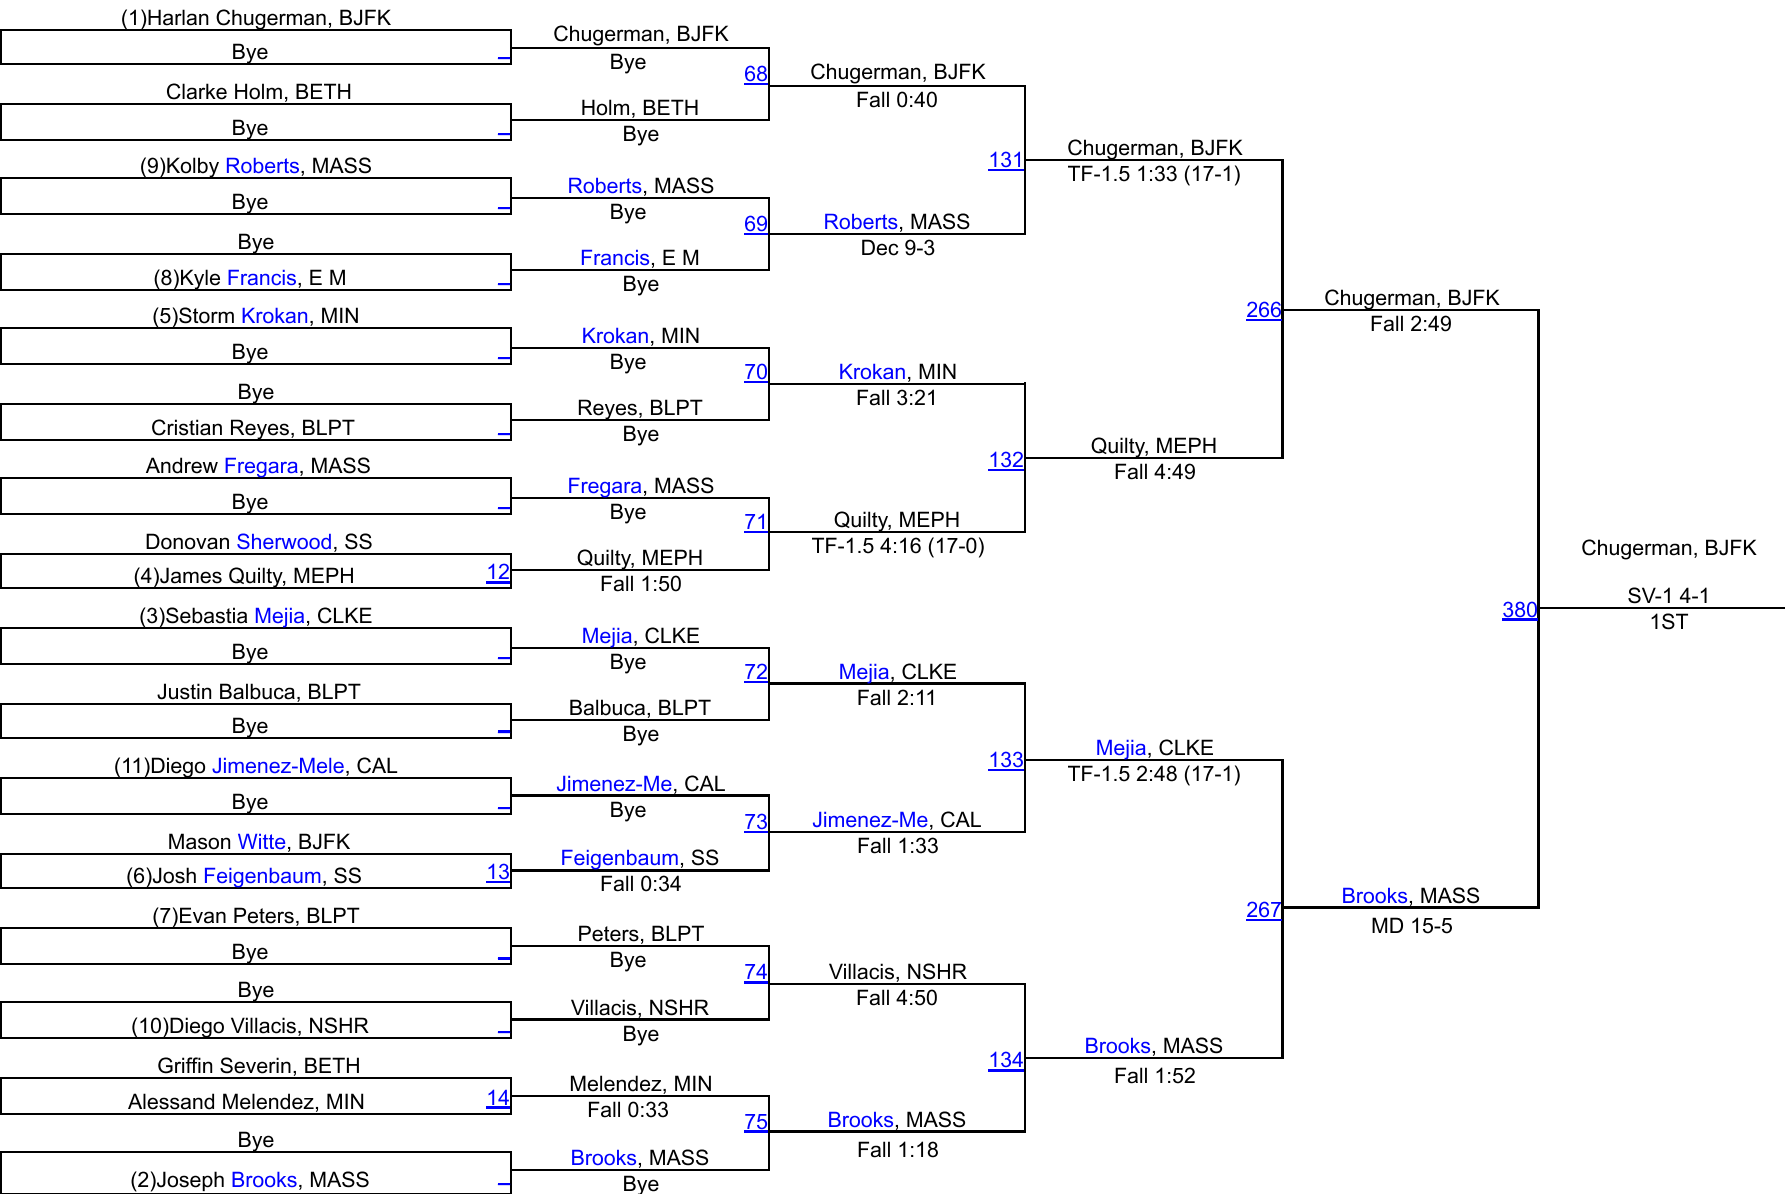 (1)Harlan Chugerman, BJFK
Bye
Clarke Holm, BETH
Bye
(9)Kolby Roberts, MASS
Bye
Bye
(8)Kyle Francis, E M
(5)Storm Krokan, MIN
Bye
Bye
Cristian Reyes, BLPT
Andrew Fregara, MASS
Bye
Donovan Sherwood, SS
(4)James Quilty, MEPH
12
(3)Sebastia Mejia, CLKE
Bye
Justin Balbuca, BLPT
Bye
(11)Diego Jimenez-Mele, CAL
Bye
Mason Witte, BJFK
(6)Josh Feigenbaum, SS
13
(7)Evan Peters, BLPT
Bye
Bye
(10)Diego Villacis, NSHR
Griffin Severin, BETH
Alessand Melendez, MIN
14
Bye
(2)Joseph Brooks, MASS
Chugerman, BJFK
Bye
68
Holm, BETH
Bye
Roberts, MASS
Bye
69
Francis, E M
Bye
Krokan, MIN
Bye
70
Reyes, BLPT
Bye
Fregara, MASS
Bye
71
Quilty, MEPH
Fall 1:50
Mejia, CLKE
Bye
72
Balbuca, BLPT
Bye
Jimenez-Me, CAL
Bye
73
Feigenbaum, SS
Fall 0:34
Peters, BLPT
Bye
74
Villacis, NSHR
Bye
Melendez, MIN
Fall 0:33
75
Brooks, MASS
Bye
Chugerman, BJFK
Fall 0:40
131
Roberts, MASS
Dec 9-3
Krokan, MIN
Fall 3:21
132
Quilty, MEPH
TF-1.5 4:16 (17-0)
Mejia, CLKE
Fall 2:11
133
Jimenez-Me, CAL
Fall 1:33
Villacis, NSHR
Fall 4:50
134
Brooks, MASS
Fall 1:18
Chugerman, BJFK
TF-1.5 1:33 (17-1)
266
Quilty, MEPH
Fall 4:49
Mejia, CLKE
TF-1.5 2:48 (17-1)
267
Brooks, MASS
Fall 1:52
Chugerman, BJFK
Fall 2:49
380
Brooks, MASS
MD 15-5
Chugerman, BJFK
SV-1 4-1
1ST